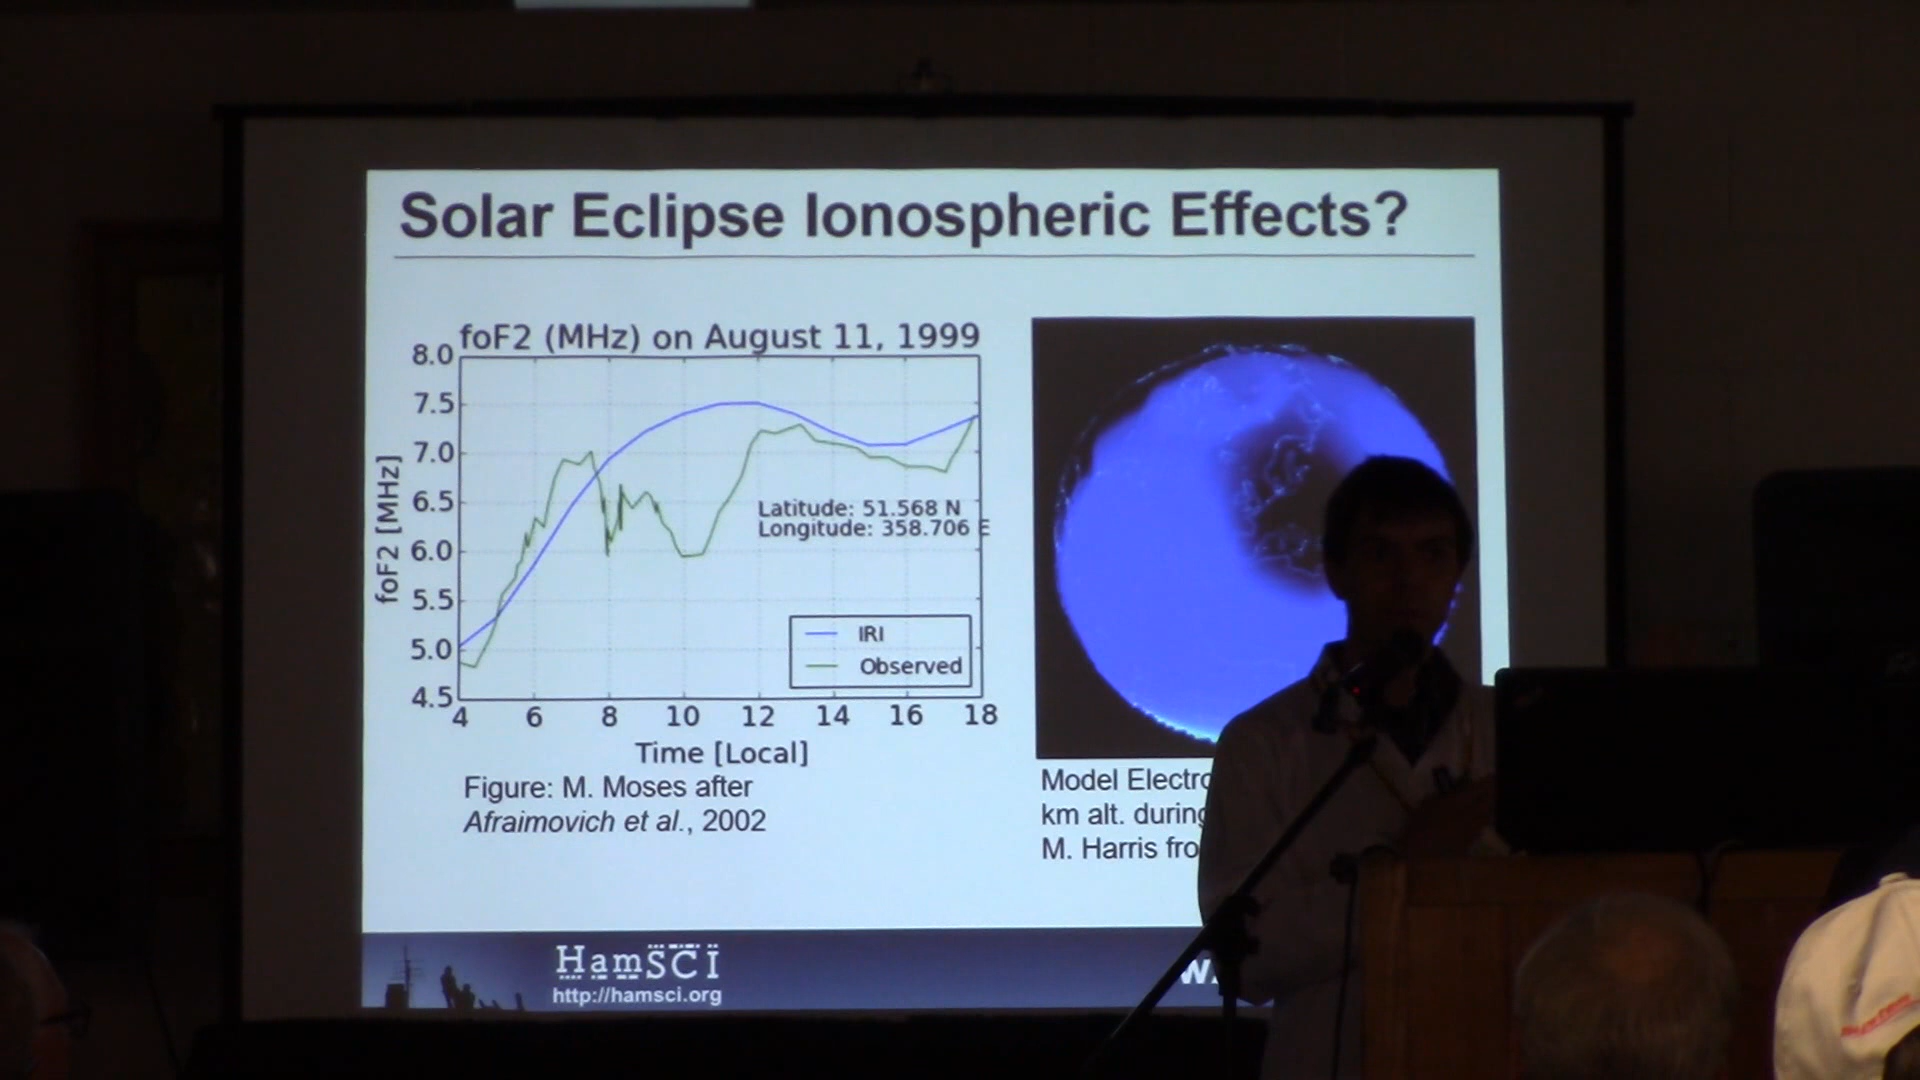 Solar Eclipse Ionospheric Effects?
foF2 (MHz) on August 11, 1999
8.0
7.5
7.0
6.5
6.0
5.5
5.0
4.5
foF2 [MHz]
Latitude: 51.568 N
Longitude: 358.706 E
IRI
Observed
4 6 8 10 12 14 16 18
Time [Local]
Figure: M. Moses after
Afraimovich et al., 2002
Model
km alt. during
M. Harris
HamSCI
http://hamsci.org